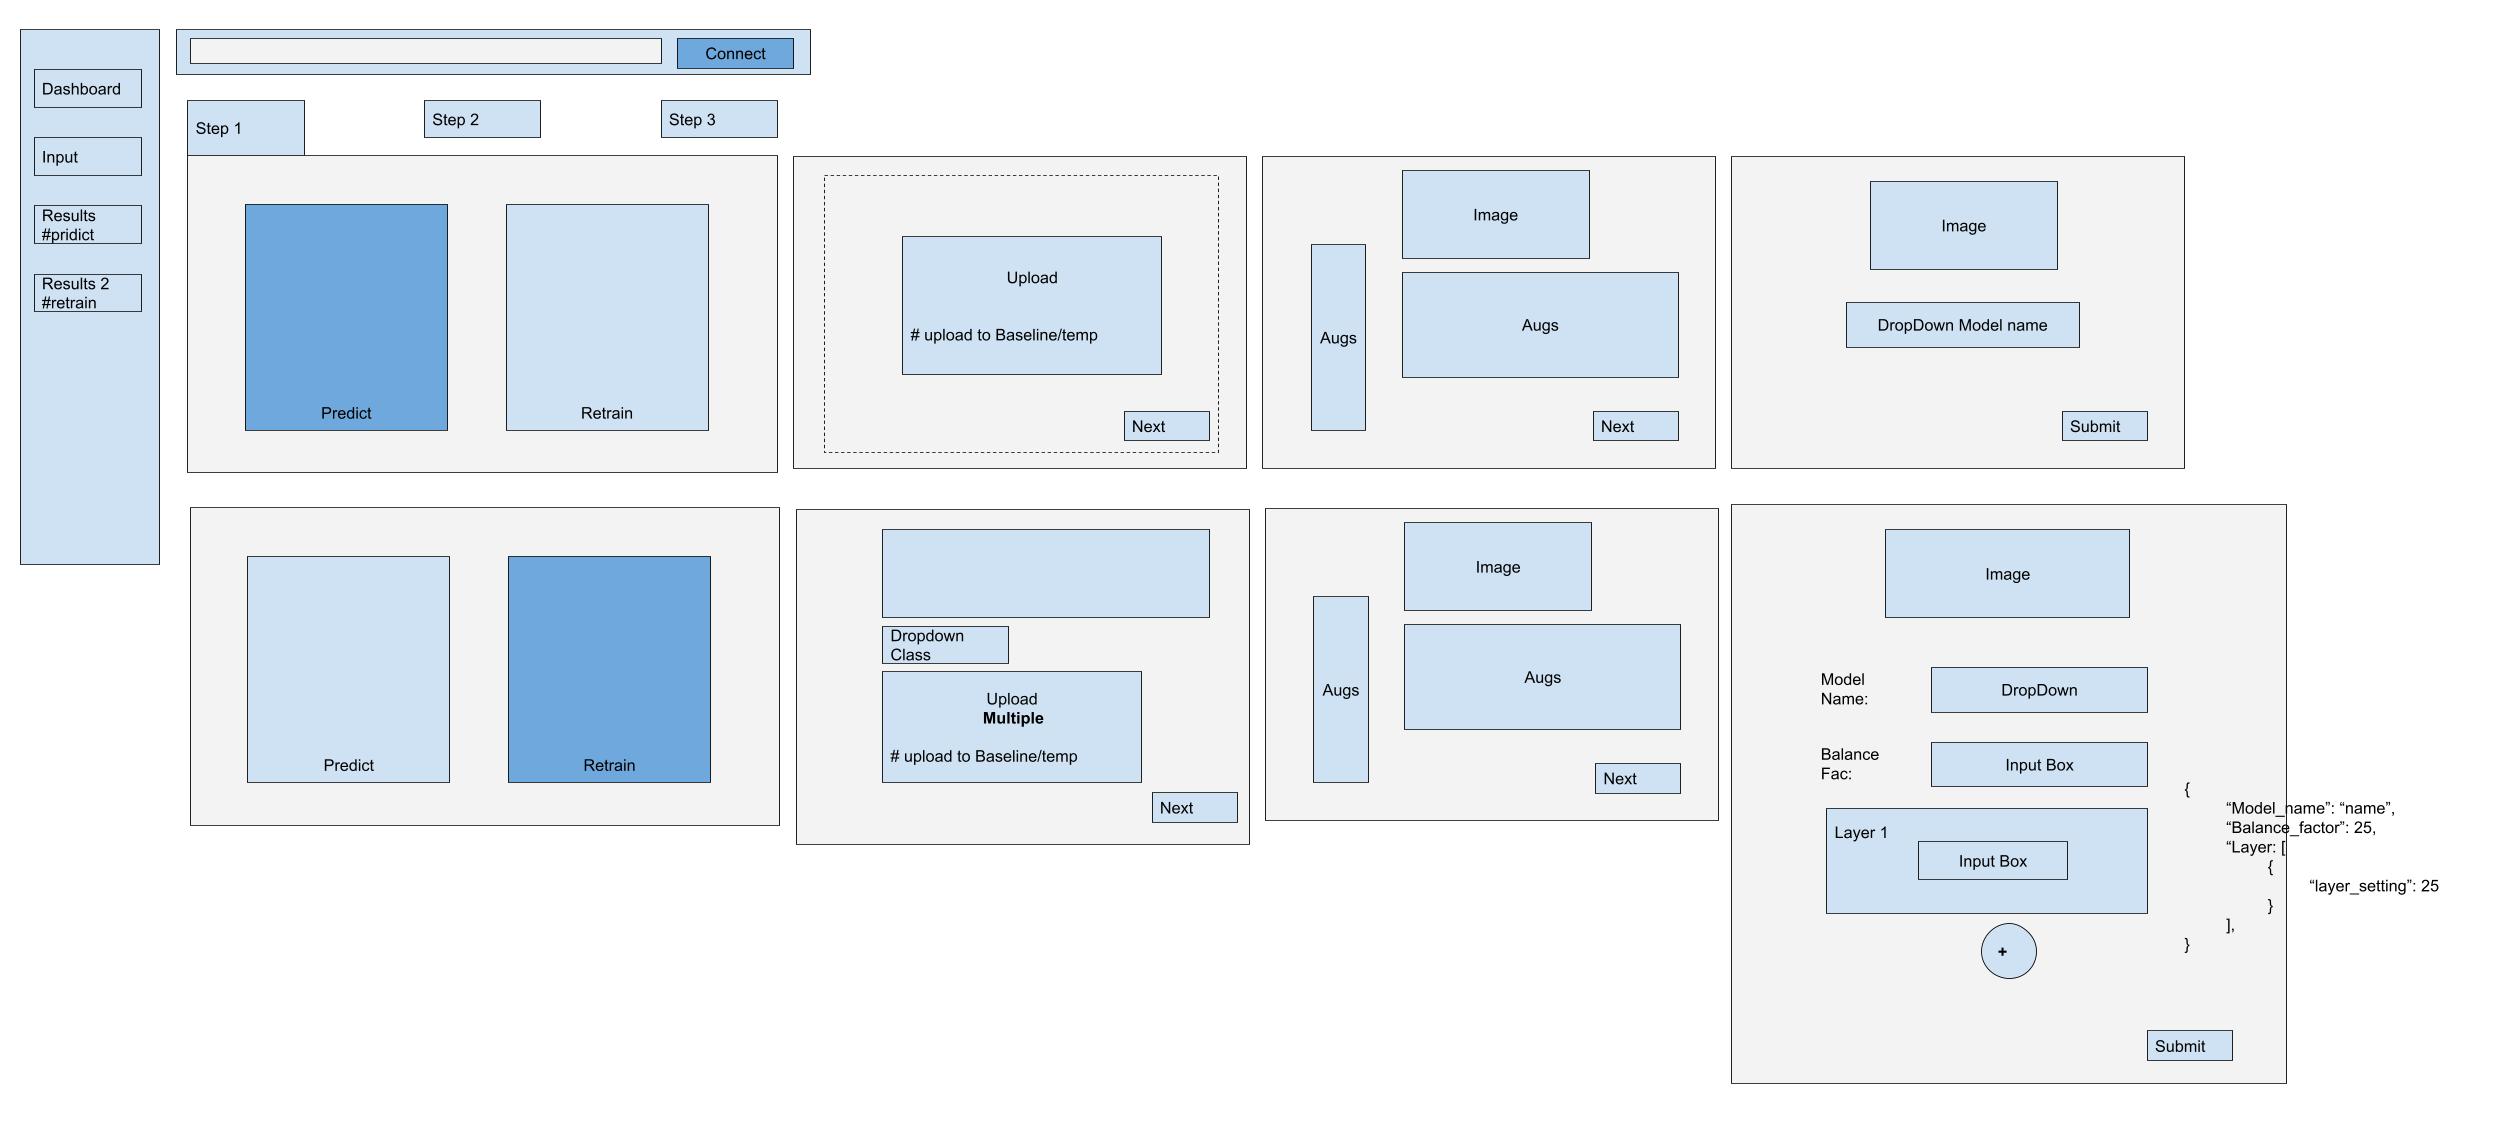 Dashboard
Input
Results
#pridict
Results 2
#retrain
Connect
Step 1
Step 2
Step 3
Predict
Retrain
Upload
# upload to Baseline/temp
Next
Image
Augs
Augs
Next
Image
DropDown Model name
Submit
Predict
Retrain
Dropdown
Class
Upload
Multiple
# upload to Baseline/temp
Next
Image
Augs
Augs
Next
Image
Model
Name:
DropDown
Balance
Fac:
Input Box
Layer 1
Input Box
+
Submit
{
“Model_name”: “name”,
“Balance_factor”: 25,
“Layer: [
{
“layer_setting”: 25
}
],
}